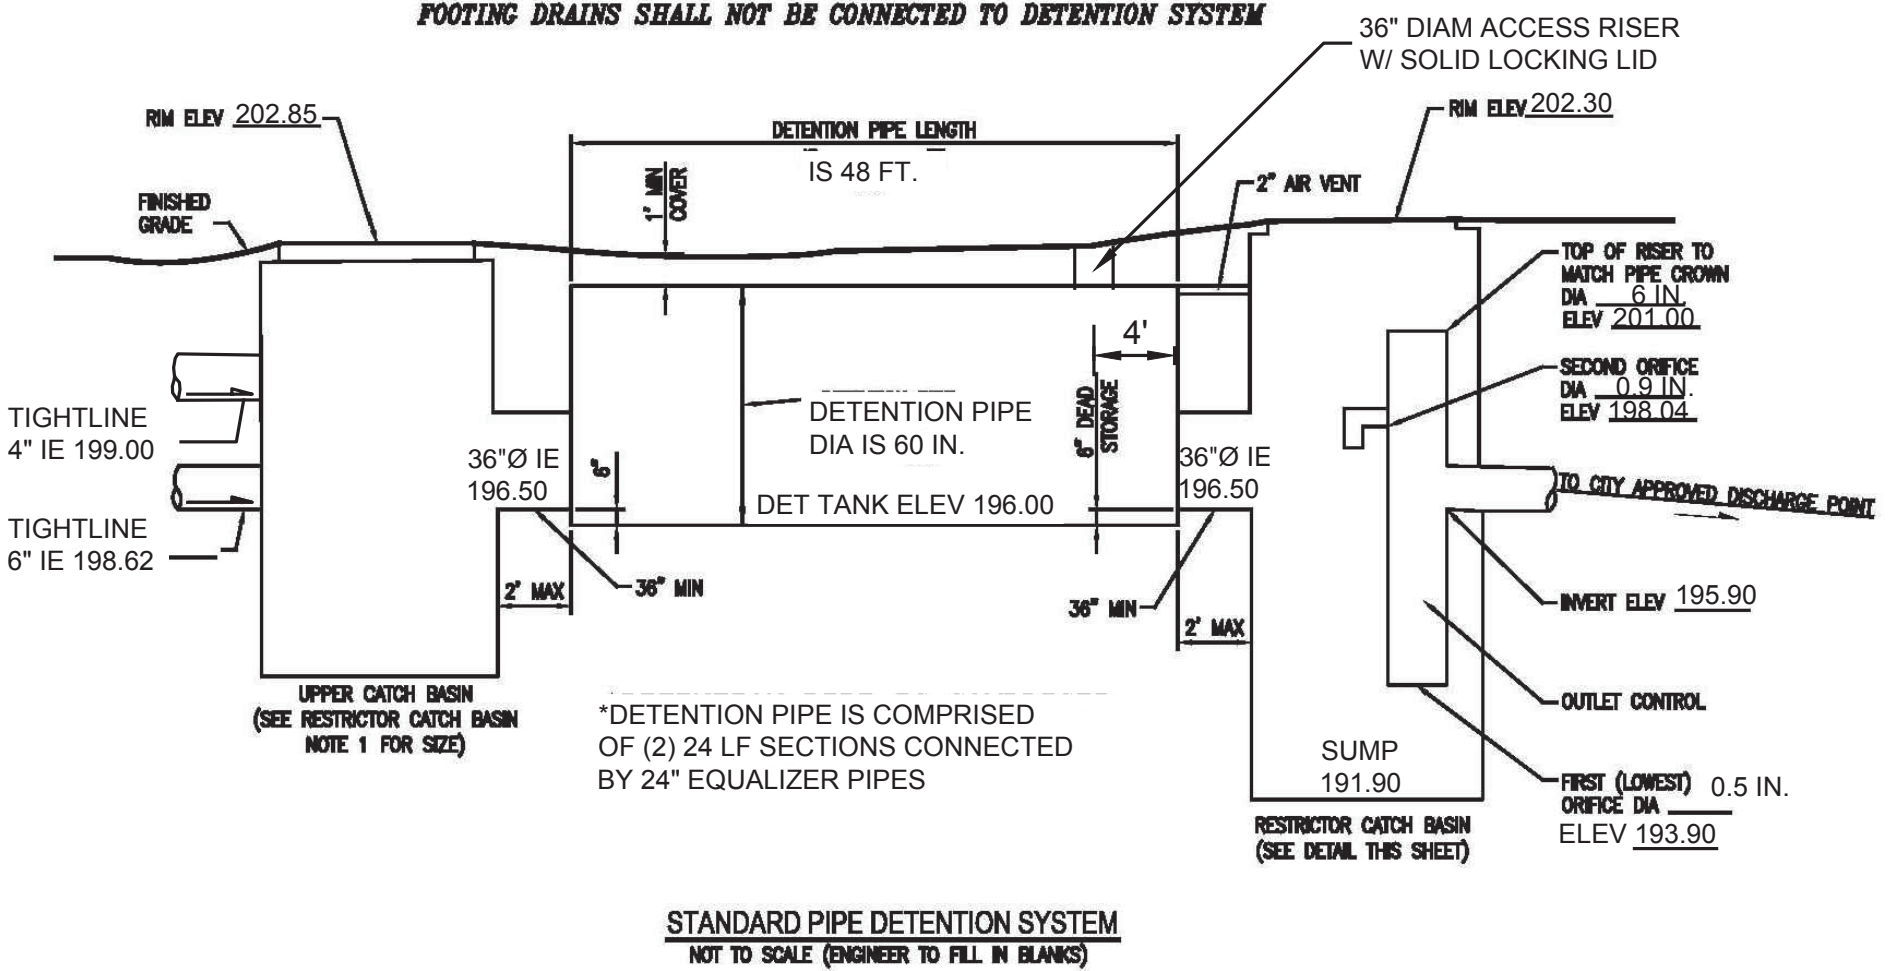 FOOTING DRAINS SHALL NOT BE CONNECTED TO DETENTION SYSTEM
36" DIAM ACCESS RISER
W/ SOLID LOCKING LID
RIM ELEV 202.85
DETENTION PIPE LENGTH
IS 48 FT.
RIM ELEV 202.30
1' MIN
COVER
2" AIR VENT
FINISHED
GRADE
TOP OF RISER TO
MATCH PIPE CROWN
DIA 6 IN.
ELEV 201.00
4'
SECOND ORIFICE
DIA 0.9 IN.
ELEV 198.04
TIGHTLINE
4" IE 199.00
DETENTION PIPE
DIA IS 60 IN.
6" DEAD
STORAGE
36"Ø IE
196.50
6"
36"Ø IE
196.50
DET TANK ELEV 196.00
TO CITY APPROVED DISCHARGE POINT
TIGHTLINE
6" IE 198.62
2' MAX
36" MIN
36" MIN
2' MAX
INVERT ELEV 195.90
UPPER CATCH BASIN
(SEE RESTRICTOR CATCH BASIN
NOTE 1 FOR SIZE)
*DETENTION PIPE IS COMPRISED
OF (2) 24 LF SECTIONS CONNECTED
BY 24" EQUALIZER PIPES
OUTLET CONTROL
SUMP
191.90
FIRST (LOWEST) 0.5 IN.
ORIFICE DIA
ELEV 193.90
RESTRICTOR CATCH BASIN
(SEE DETAIL THIS SHEET)
STANDARD PIPE DETENTION SYSTEM
NOT TO SCALE (ENGINEER TO FILL IN BLANKS)